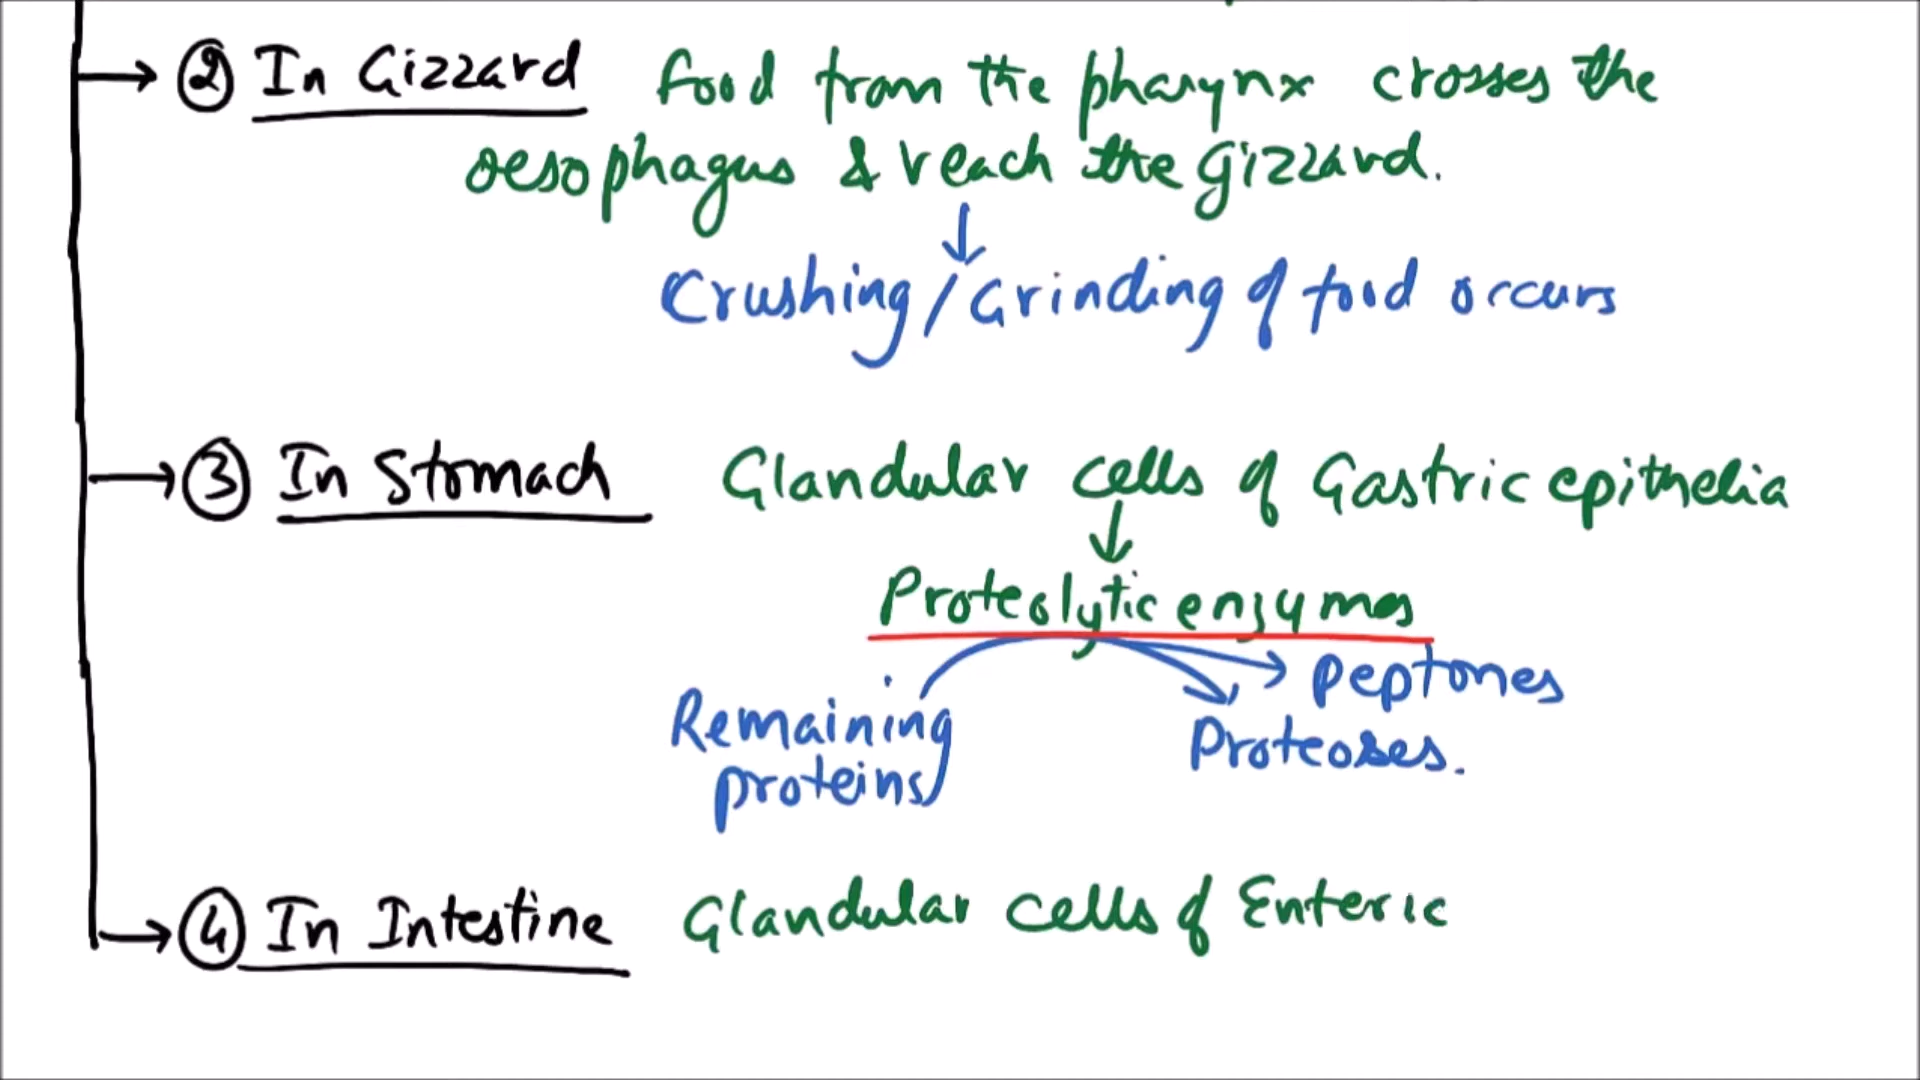 ② In Gizzard food from the pharynx crosses the
oesophagus & reach the gizzard.
↓
Crushing/Grinding of food occurs
③ In Stomach Glandular cells of Gastric epithelia
↓
Proteolytic enzymes
Remaining proteins → peptones
Proteoses.
④ In Intestine Glandular cells of Enteric